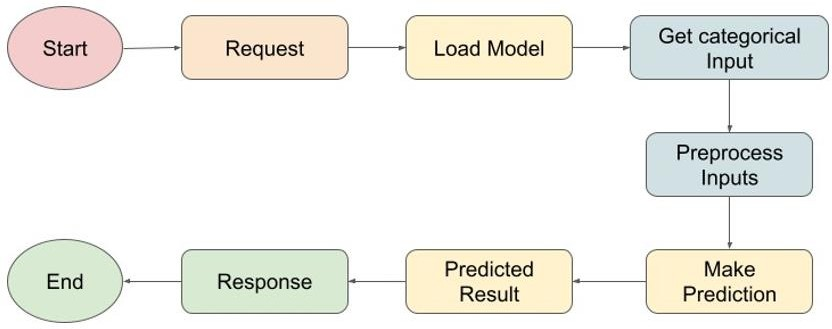 Start
Request
Load Model
Get categorical
Input
Preprocess
Inputs
Make
Prediction
Predicted
Result
Response
End